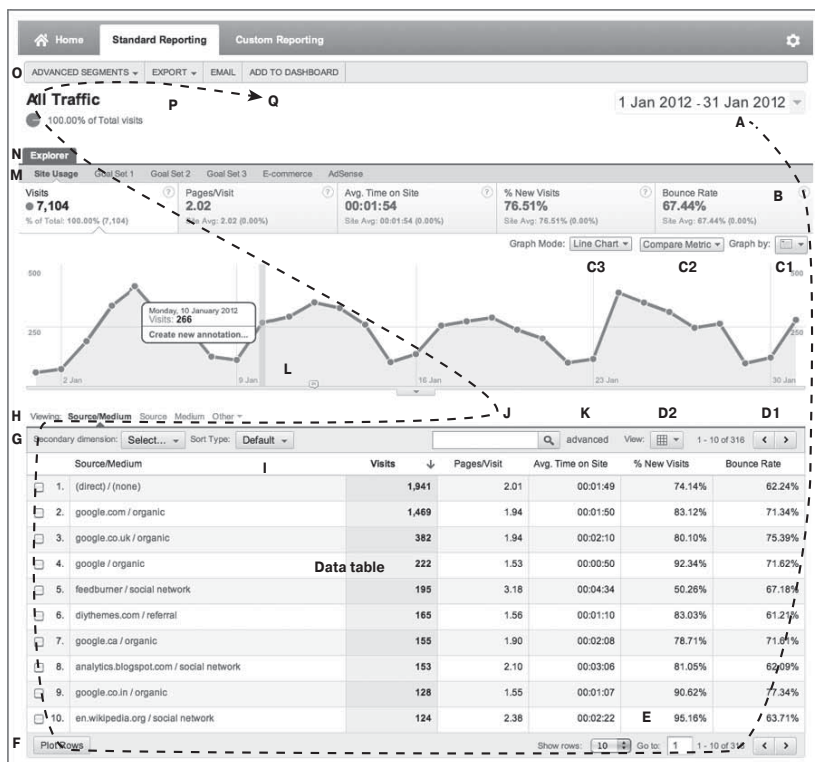 Home Standard Reporting Custom Reporting
O ADVANCED SEGMENTS EXPORT EMAIL ADD TO DASHBOARD
All Traffic P Q 1 Jan 2012 - 31 Jan 2012
100.00% of Total visits A
N Explorer
M Site Usage Goal Set 1 Goal Set 2 Goal Set 3 E-commerce AdSense
Visits ? Pages/Visit ? Avg. Time on Site ? % New Visits ? Bounce Rate ?
7,104 2.02 00:01:54 76.51% 67.44% B
% of Total: 100.00% (7,104) Site Avg: 2.02 (0.00%) Site Avg: 00:01:54 (0.00%) Site Avg: 76.51% (0.00%) Site Avg: 67.44% (0.00%)
Graph Mode: Line Chart Compare Metric Graph by:
C3 C2 C1
500 500
Monday, 10 January 2012
Visits: 266
Create new annotation...
250 250
L
2 Jan 9 Jan 16 Jan 23 Jan 30 Jan
H Viewing: Source/Medium Source Medium Other J K D2 D1
G Secondary dimension: Select... Sort Type: Default advanced View: 1 - 10 of 316 < >
Source/Medium I Visits Pages/Visit Avg. Time on Site % New Visits Bounce Rate
1. (direct) / (none) 1,941 2.01 00:01:49 74.14% 62.24%
2. google.com / organic 1,469 1.94 00:01:50 83.12% 71.34%
3. google.co.uk / organic 382 1.94 00:02:10 80.10% 75.39%
4. google / organic Data table 222 1.53 00:00:50 92.34% 71.62%
5. feedburner / social network 195 3.18 00:04:34 50.26% 67.18%
6. diythemes.com / referral 165 1.56 00:01:10 83.03% 61.21%
7. google.ca / organic 155 1.90 00:02:08 78.71% 71.61%
8. analytics.blogspot.com / social network 153 2.10 00:03:06 81.05% 62.09%
9. google.co.in / organic 128 1.55 00:01:07 90.62% 77.34%
10. en.wikipedia.org / social network 124 2.38 00:02:22 E 95.16% 63.71%
F Plot Rows Show rows: 10 Go to: 1 1 - 10 of 316 < >